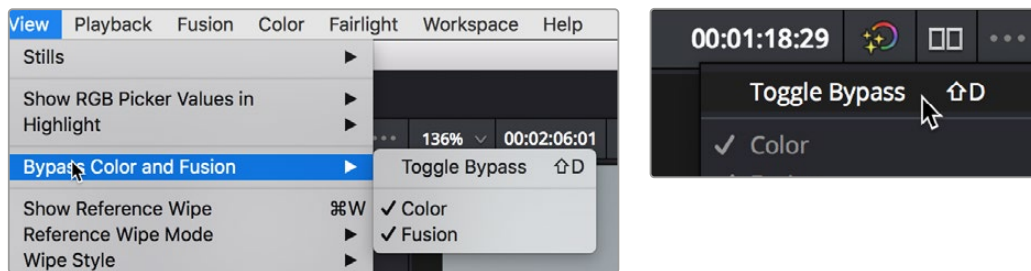 View Playback Fusion Color Fairlight Workspace Help
Stills
Show RGB Picker Values in
Highlight
136% 00:02:06:01
Bypass Color and Fusion
Toggle Bypass ⇧D
Show Reference Wipe ⌘W
✓ Color
Reference Wipe Mode
✓ Fusion
Wipe Style
00:01:18:29
Toggle Bypass ⇧D
✓ Color